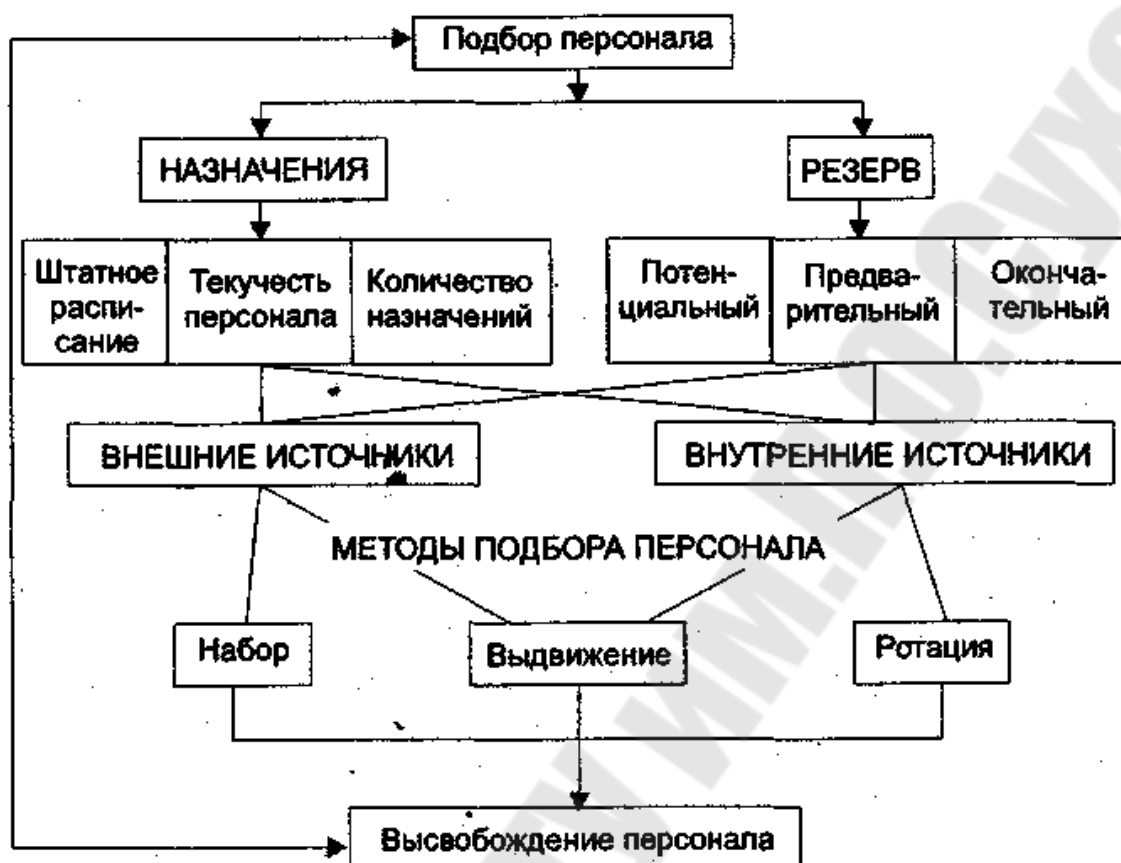 Подбор персонала
НАЗНАЧЕНИЯ
РЕЗЕРВ
Штатное
распи-
сание
Текучесть
персонала
Количество
назначений
Потен-
циальный
Предва-
рительный
Оконча-
тельный
ВНЕШНИЕ ИСТОЧНИКИ
ВНУТРЕННИЕ ИСТОЧНИКИ
МЕТОДЫ ПОДБОРА ПЕРСОНАЛА
Набор
Выдвижение
Ротация
Высвобождение персонала